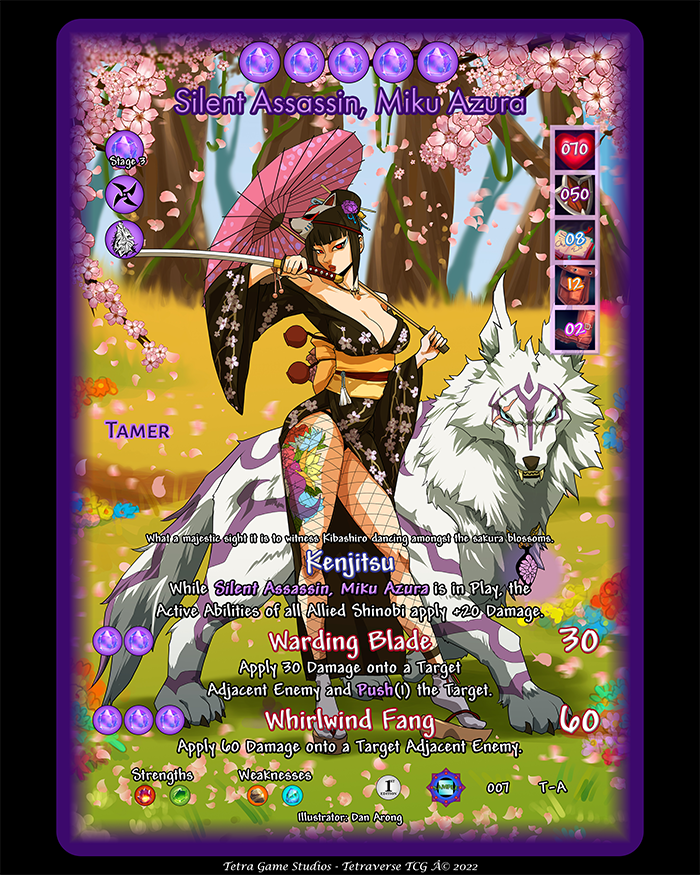 Silent Assassin, Miku Azura
Stage 3
070
050
08
12
02
Tamer
What a majestic sight it is to witness Kibashiro dancing amongst the sakura blossoms.
Kenjitsu
While Silent Assassin, Miku Azura is in Play, the
Active Abilities of all Allied Shinobi apply +20 Damage.
Warding Blade 30
Apply 30 Damage onto a Target
Adjacent Enemy and Push(1) the Target.
Whirlwind Fang 60
Apply 60 Damage onto a Target Adjacent Enemy.
Strengths Weaknesses
1st EDITION 007 T-A
Illustrator: Dan Arong
Tetra Game Studios - Tetraverse TCG Â© 2022